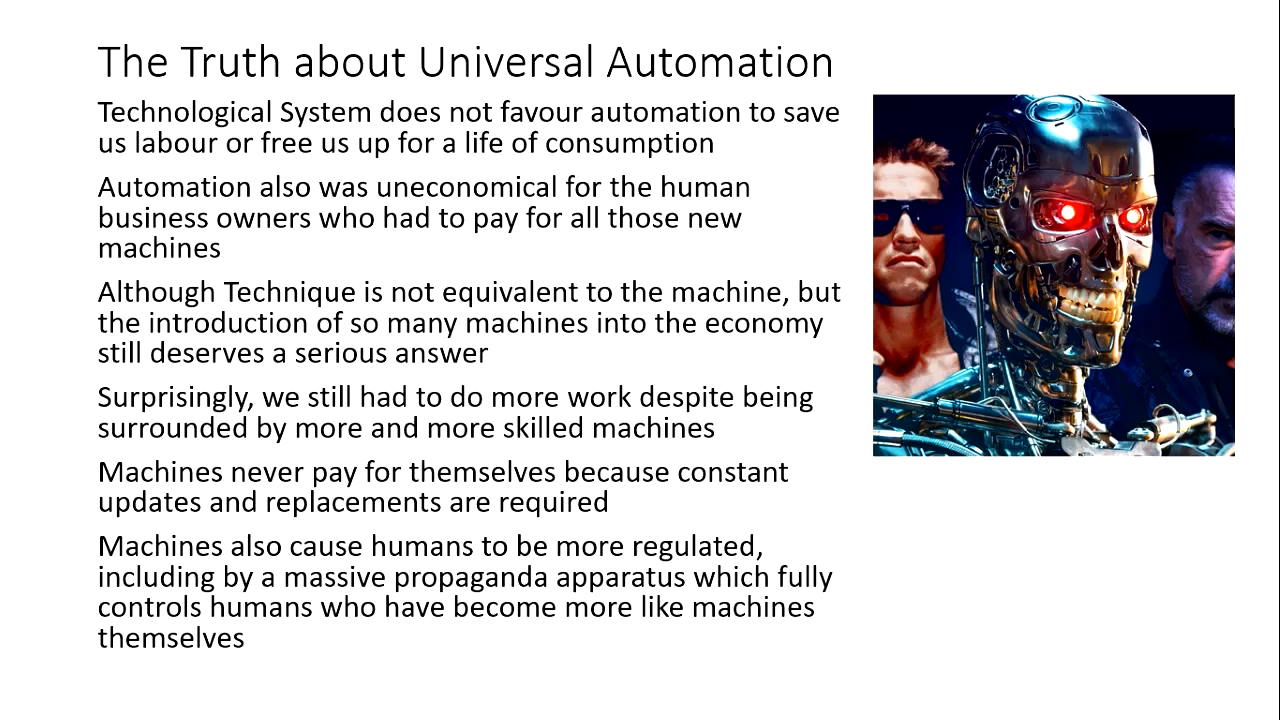 The Truth about Universal Automation
Technological System does not favour automation to save
us labour or free us up for a life of consumption
Automation also was uneconomical for the human
business owners who had to pay for all those new
machines
Although Technique is not equivalent to the machine, but
the introduction of so many machines into the economy
still deserves a serious answer
Surprisingly, we still had to do more work despite being
surrounded by more and more skilled machines
Machines never pay for themselves because constant
updates and replacements are required
Machines also cause humans to be more regulated,
including by a massive propaganda apparatus which fully
controls humans who have become more like machines
themselves